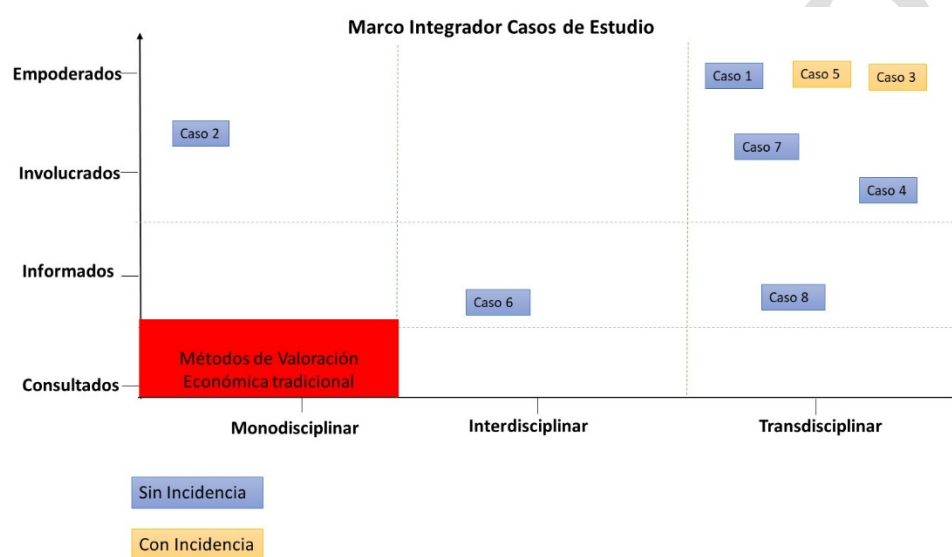 Marco Integrador Casos de Estudio
Empoderados
Caso 1
Caso 5
Caso 3
Caso 2
Caso 7
Involucrados
Caso 4
Informados
Caso 6
Caso 8
Métodos de Valoración
Económica tradicional
Consultados
Monodisciplinar
Interdisciplinar
Transdisciplinar
Sin Incidencia
Con Incidencia